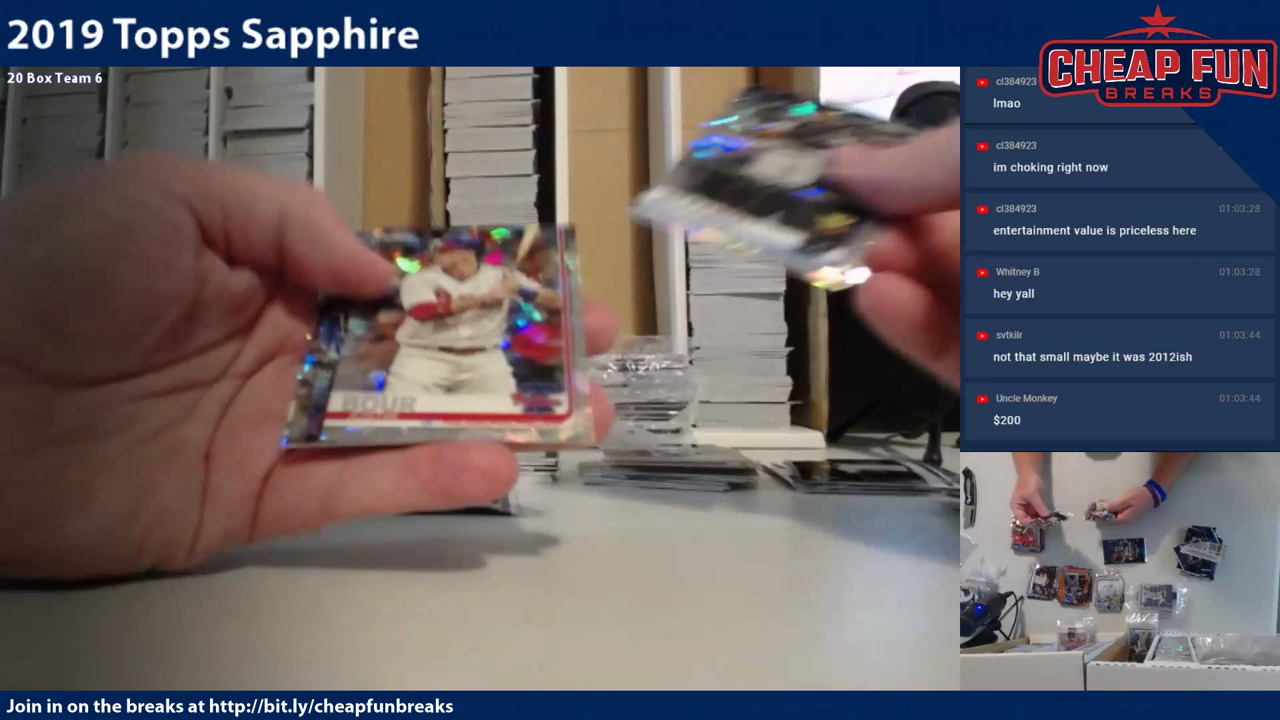 2019 Topps Sapphire
20 Box Team 6
CHEAP FUN
BREAKS
cl384923
lmao
cl384923
im choking right now
cl384923 01:03:28
entertainment value is priceless here
Whitney B 01:03:28
hey yall
svtkilr 01:03:44
not that small maybe it was 2012ish
Uncle Monkey 01:03:44
$200
BOUR
Join in on the breaks at http://bit.ly/cheapfunbreaks